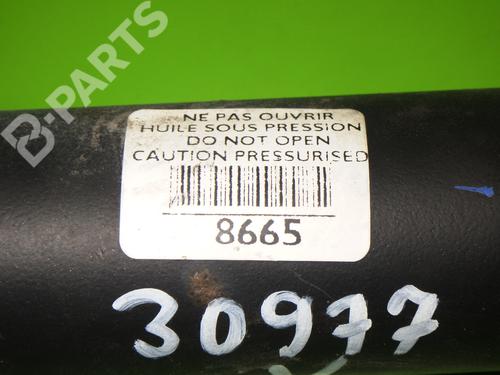 B-PARTS
NE PAS OUVRIR
HUILE SOUS PRESSION
DO NOT OPEN
CAUTION PRESSURISED
8665
30977